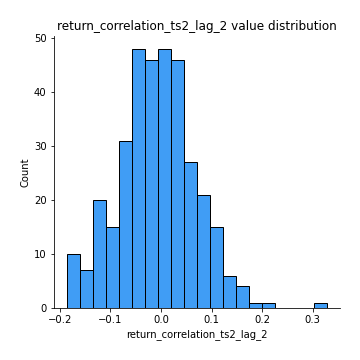 return_correlation_ts2_lag_2 value distribution
50
40
30
20
10
0
Count
−0.2 −0.1 0.0 0.1 0.2 0.3
return_correlation_ts2_lag_2